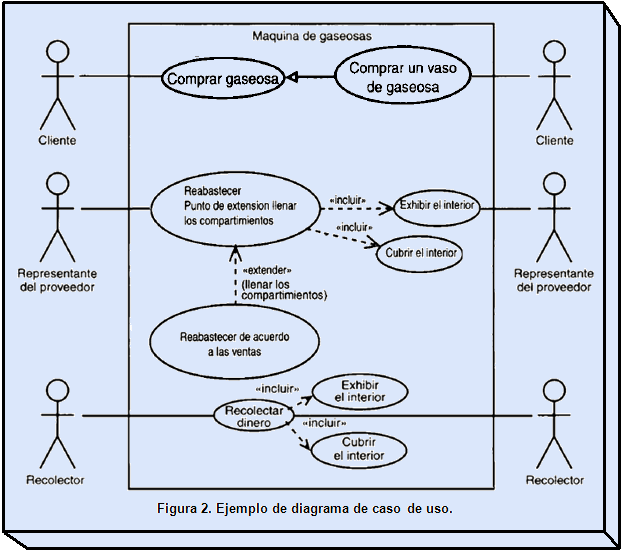 Maquina de gaseosas
Comprar gaseosa
Comprar un vaso
de gaseosa
Cliente
Cliente
Reabastecer
Punto de extension llenar
los compartimientos
«incluir»
Exhibir el interior
«incluir»
Cubrir el interior
Representante
del proveedor
Representante
del proveedor
«extender»
(llenar los
compartimientos)
Reabastecer de acuerdo
a las ventas
«incluir»
Exhibir
el interior
Recolectar
dinero
«incluir»
Cubrir
el interior
Recolector
Recolector
Figura 2. Ejemplo de diagrama de caso de uso.